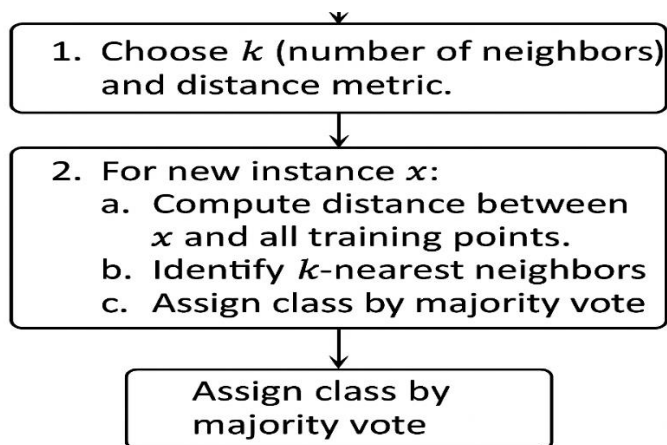 1. Choose k (number of neighbors)
and distance metric.
2. For new instance x:
a. Compute distance between
x and all training points.
b. Identify k-nearest neighbors
c. Assign class by majority vote
Assign class by
majority vote